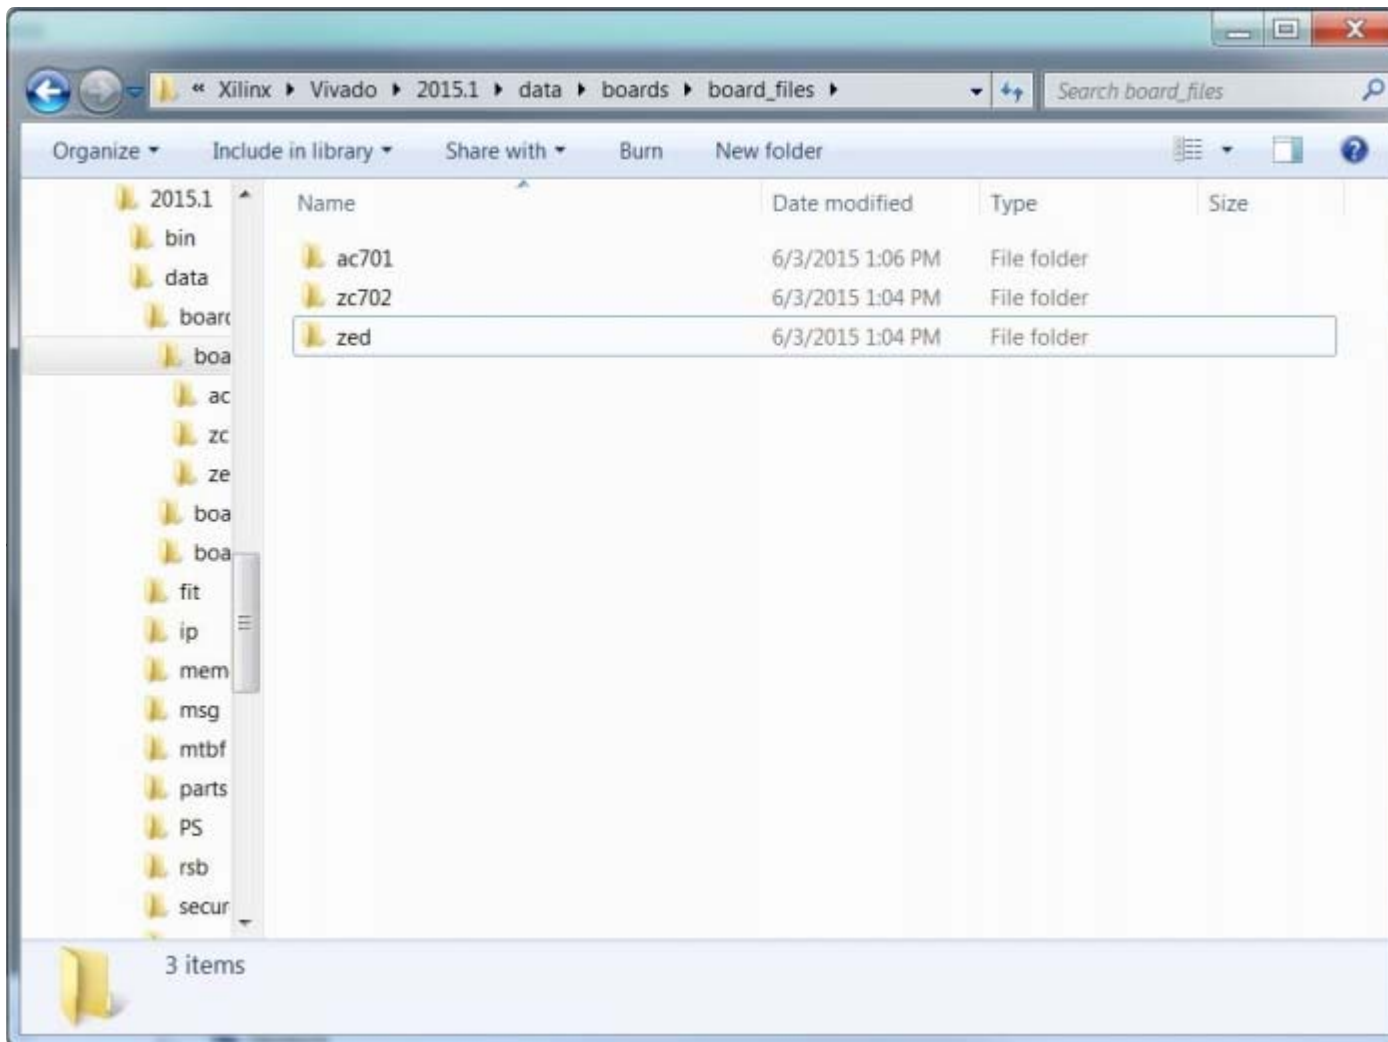 « Xilinx Vivado 2015.1 data boards board_files Search board_files
Organize Include in library Share with Burn New folder
2015.1
bin
data
board
boa
ac
zc
ze
boa
boa
fit
ip
mem
msg
mtbf
parts
PS
rsb
secur
Name Date modified Type Size
ac701 6/3/2015 1:06 PM File folder
zc702 6/3/2015 1:04 PM File folder
zed 6/3/2015 1:04 PM File folder
3 items